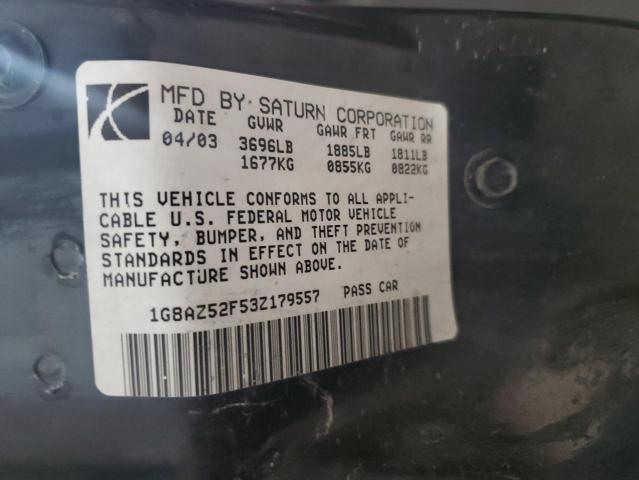 MFD BY SATURN CORPORATION
DATE GVWR GAWR FRT GAWR RR
04/03 3696LB 1885LB 1811LB
1677KG 0855KG 0822KG
THIS VEHICLE CONFORMS TO ALL APPLI-
CABLE U.S. FEDERAL MOTOR VEHICLE
SAFETY, BUMPER, AND THEFT PREVENTION
STANDARDS IN EFFECT ON THE DATE OF
MANUFACTURE SHOWN ABOVE.
1G8AZ52F53Z179557 PASS CAR